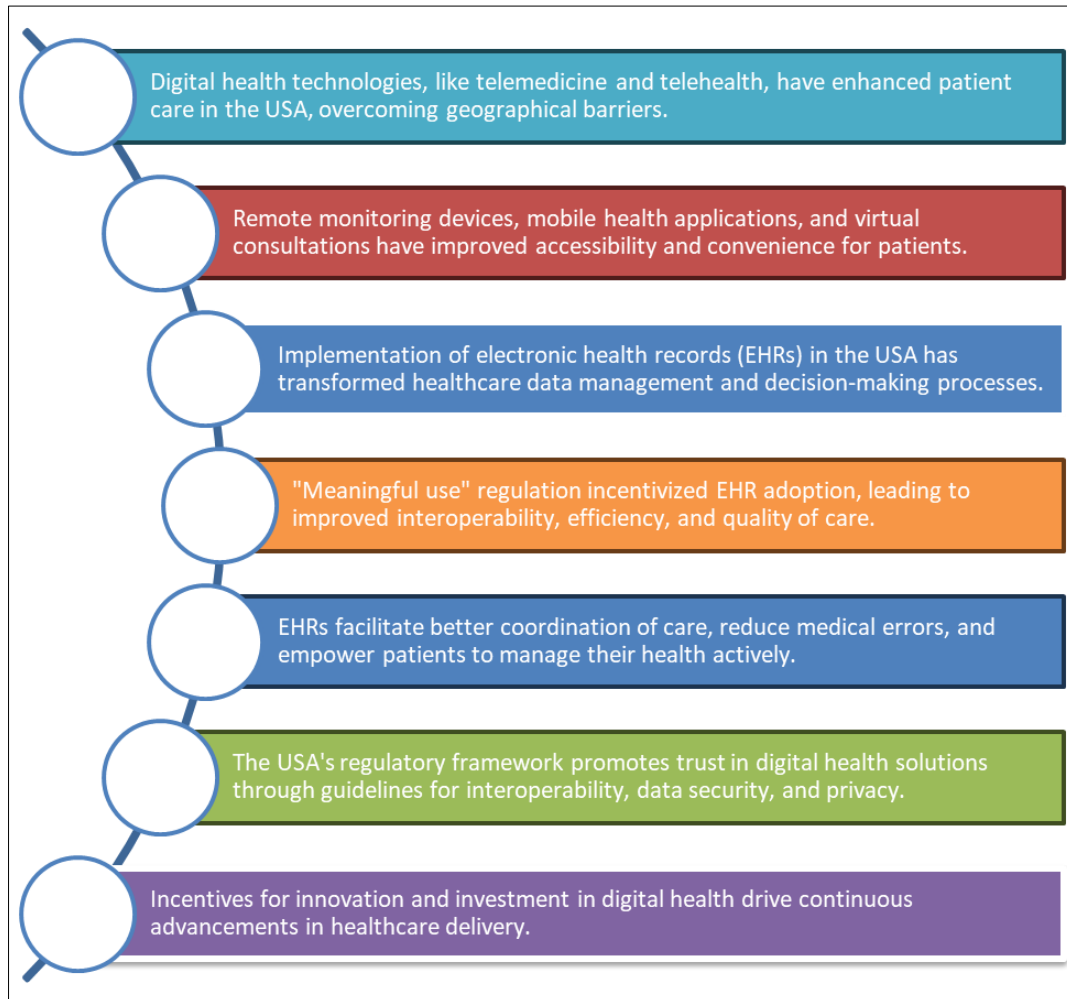 Digital health technologies, like telemedicine and telehealth, have enhanced patient
care in the USA, overcoming geographical barriers.
Remote monitoring devices, mobile health applications, and virtual
consultations have improved accessibility and convenience for patients.
Implementation of electronic health records (EHRs) in the USA has
transformed healthcare data management and decision-making processes.
"Meaningful use" regulation incentivized EHR adoption, leading to
improved interoperability, efficiency, and quality of care.
EHRs facilitate better coordination of care, reduce medical errors, and
empower patients to manage their health actively.
The USA's regulatory framework promotes trust in digital health solutions
through guidelines for interoperability, data security, and privacy.
Incentives for innovation and investment in digital health drive continuous
advancements in healthcare delivery.